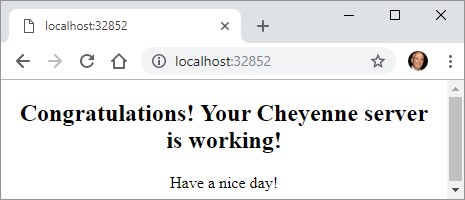 localhost:32852
localhost:32852
Congratulations! Your Cheyenne server
is working!
Have a nice day!